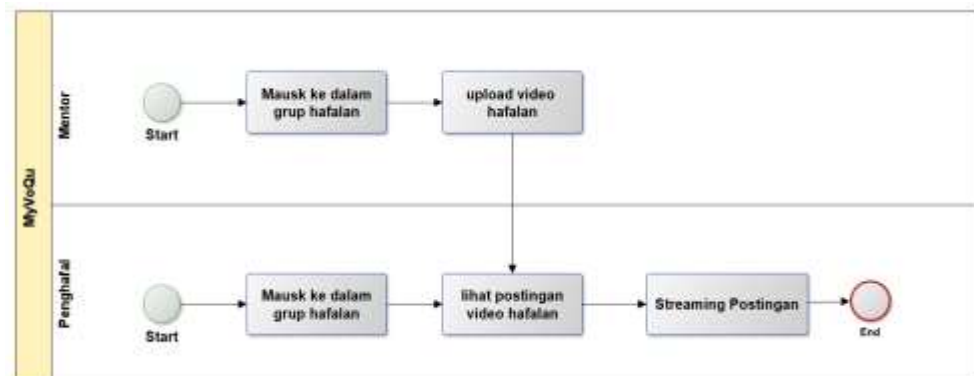 MyVoQu
Mentor
Start
Mausk ke dalam
grup hafalan
upload video
hafalan
Penghafal
Start
Mausk ke dalam
grup hafalan
lihat postingan
video hafalan
Streaming Postingan
End